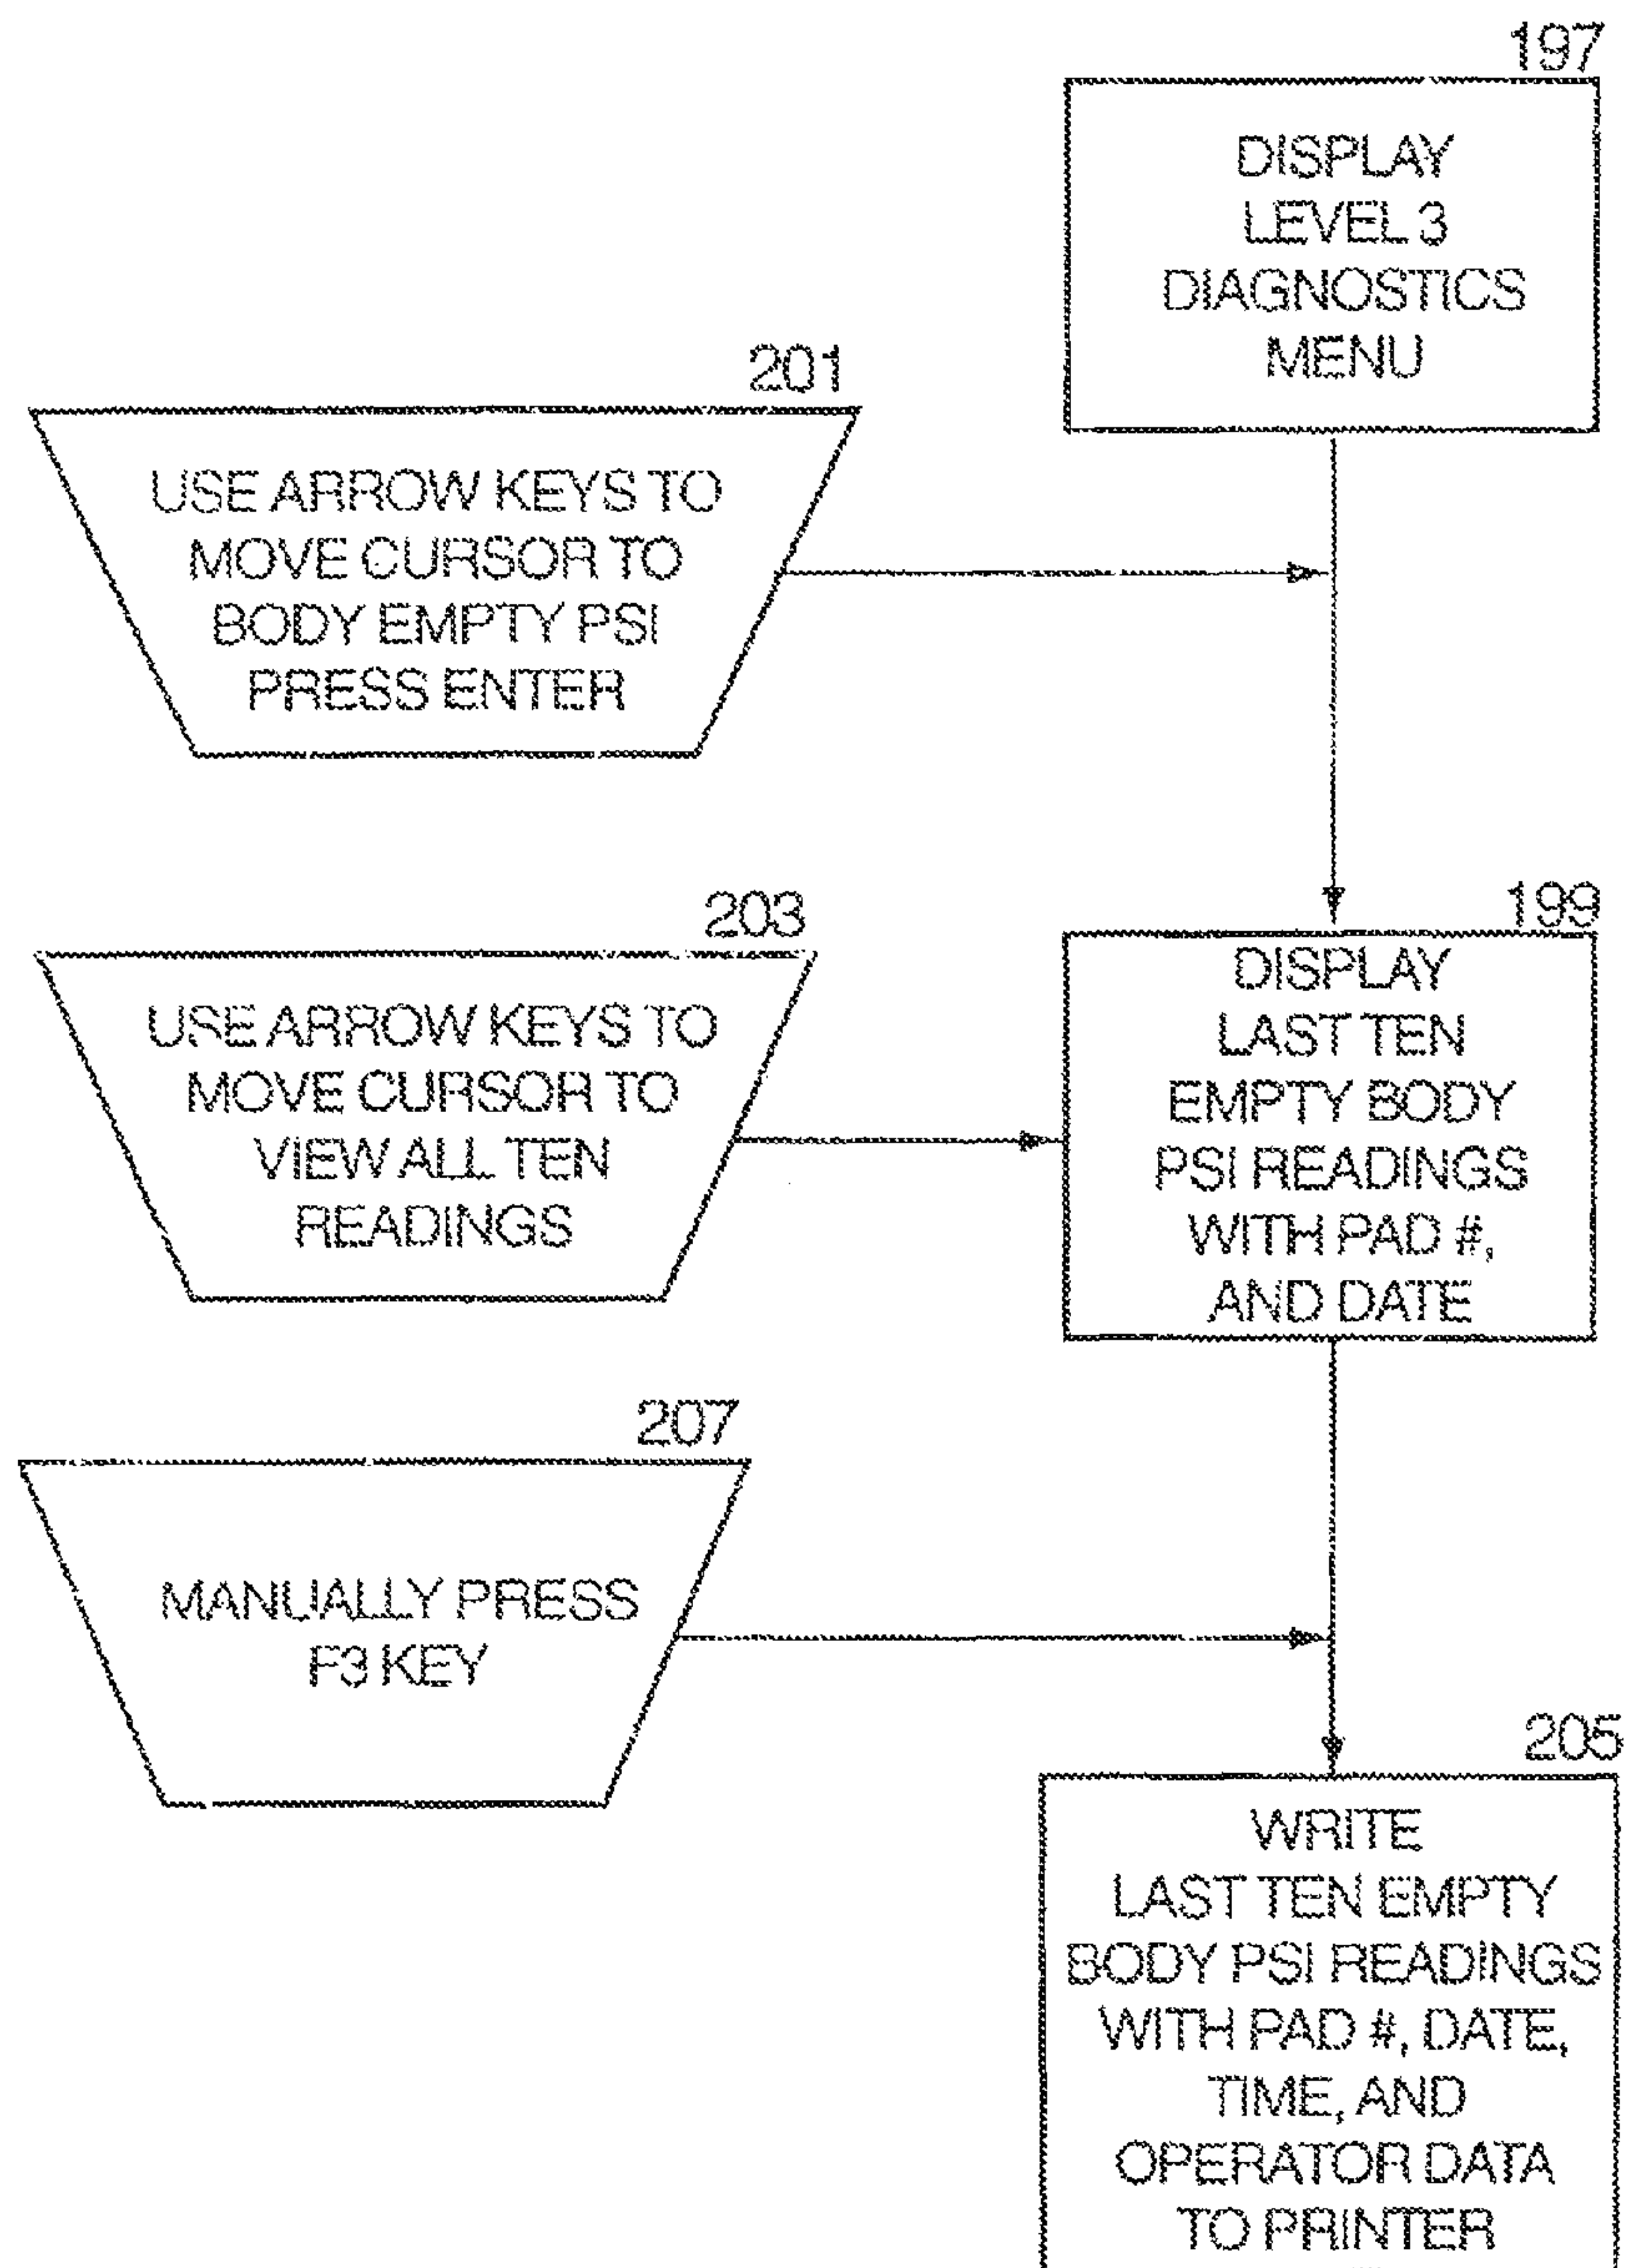 197
DISPLAY
LEVEL 3
DIAGNOSTICS
MENU
201
USE ARROW KEYS TO
MOVE CURSOR TO
BODY EMPTY PSI
PRESS ENTER
203
USE ARROW KEYS TO
MOVE CURSOR TO
VIEW ALL TEN
READINGS
199
DISPLAY
LAST TEN
EMPTY BODY
PSI READINGS
WITH PAD #,
AND DATE
207
MANUALLY PRESS
F3 KEY
205
WRITE
LAST TEN EMPTY
BODY PSI READINGS
WITH PAD #, DATE,
TIME, AND
OPERATOR DATA
TO PRINTER